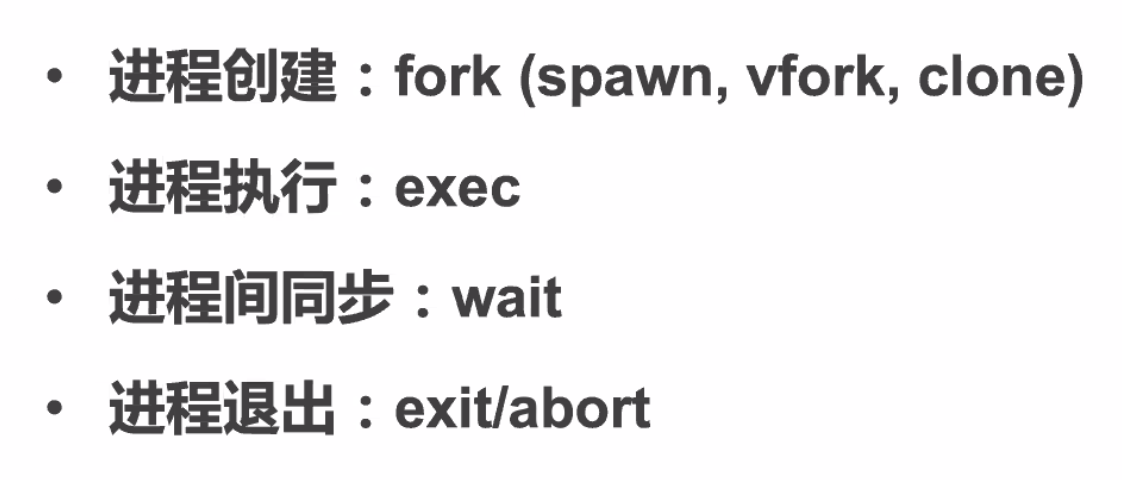 • 进程创建：fork (spawn, vfork, clone)
• 进程执行：exec
• 进程间同步：wait
• 进程退出：exit/abort